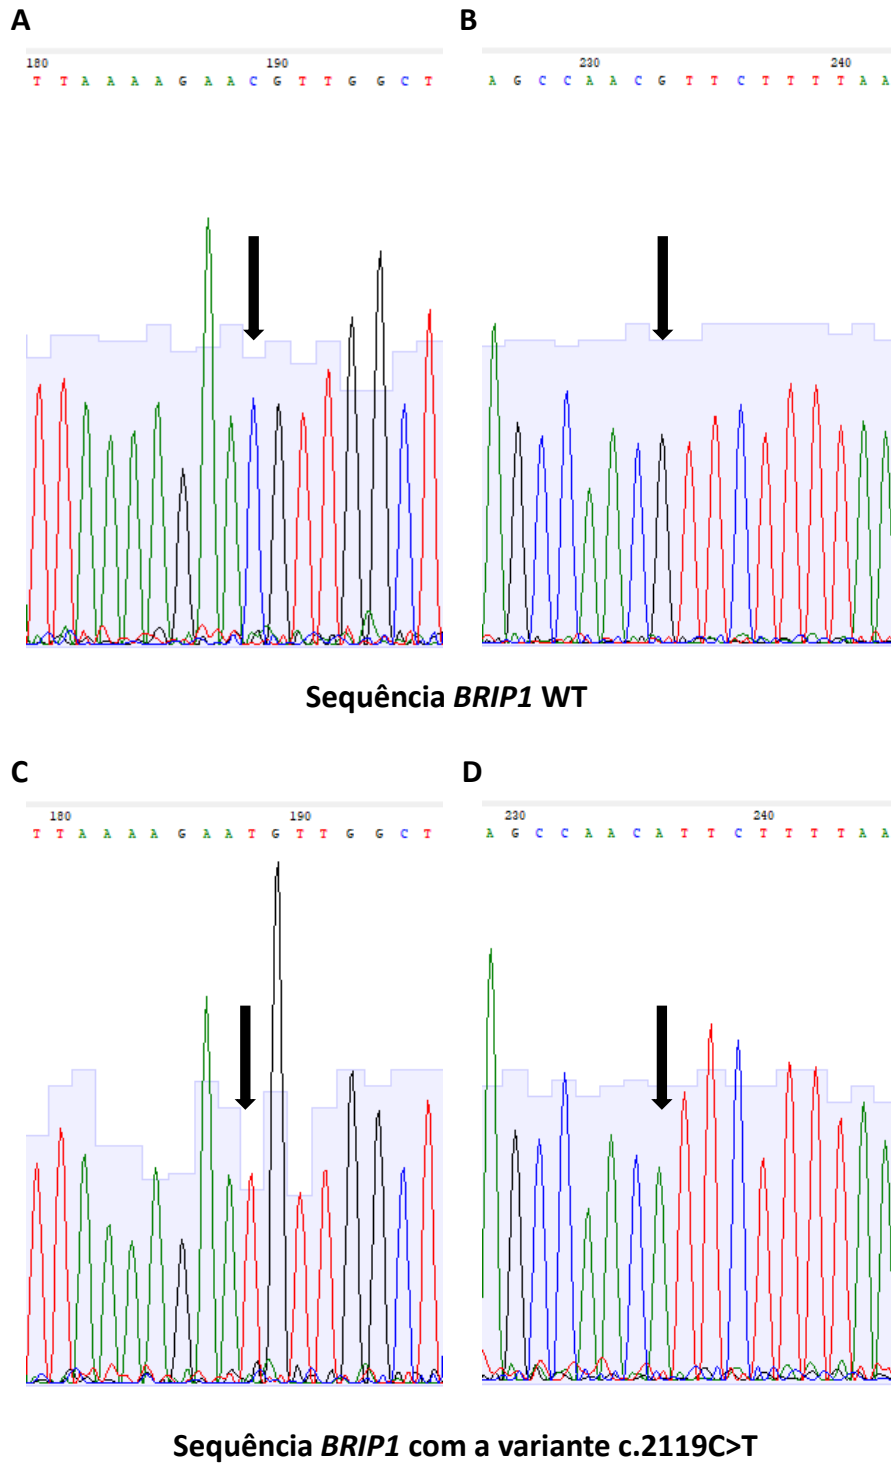 A
180 190
T T A A A A G A A C G T T G G C T
B
230 240
A G C C A A C G T T C T T T T A A
Sequência BRIP1 WT
C
180 190
T T A A A A G A A T G T T G G C T
D
230 240
A G C C A A C A T T C T T T T A A
Sequência BRIP1 com a variante c.2119C>T